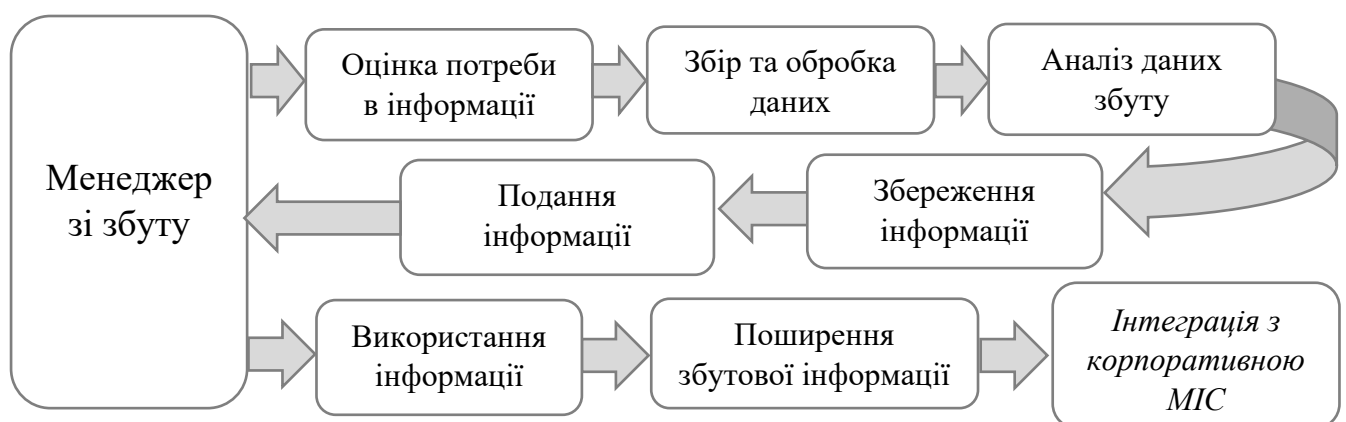 Менеджер
зі збуту
Оцінка потреби
в інформації
Збір та обробка
даних
Аналіз даних
збуту
Збереження
інформації
Подання
інформації
Використання
інформації
Поширення
збутової інформації
Інтеграція з
корпоративною
МІС